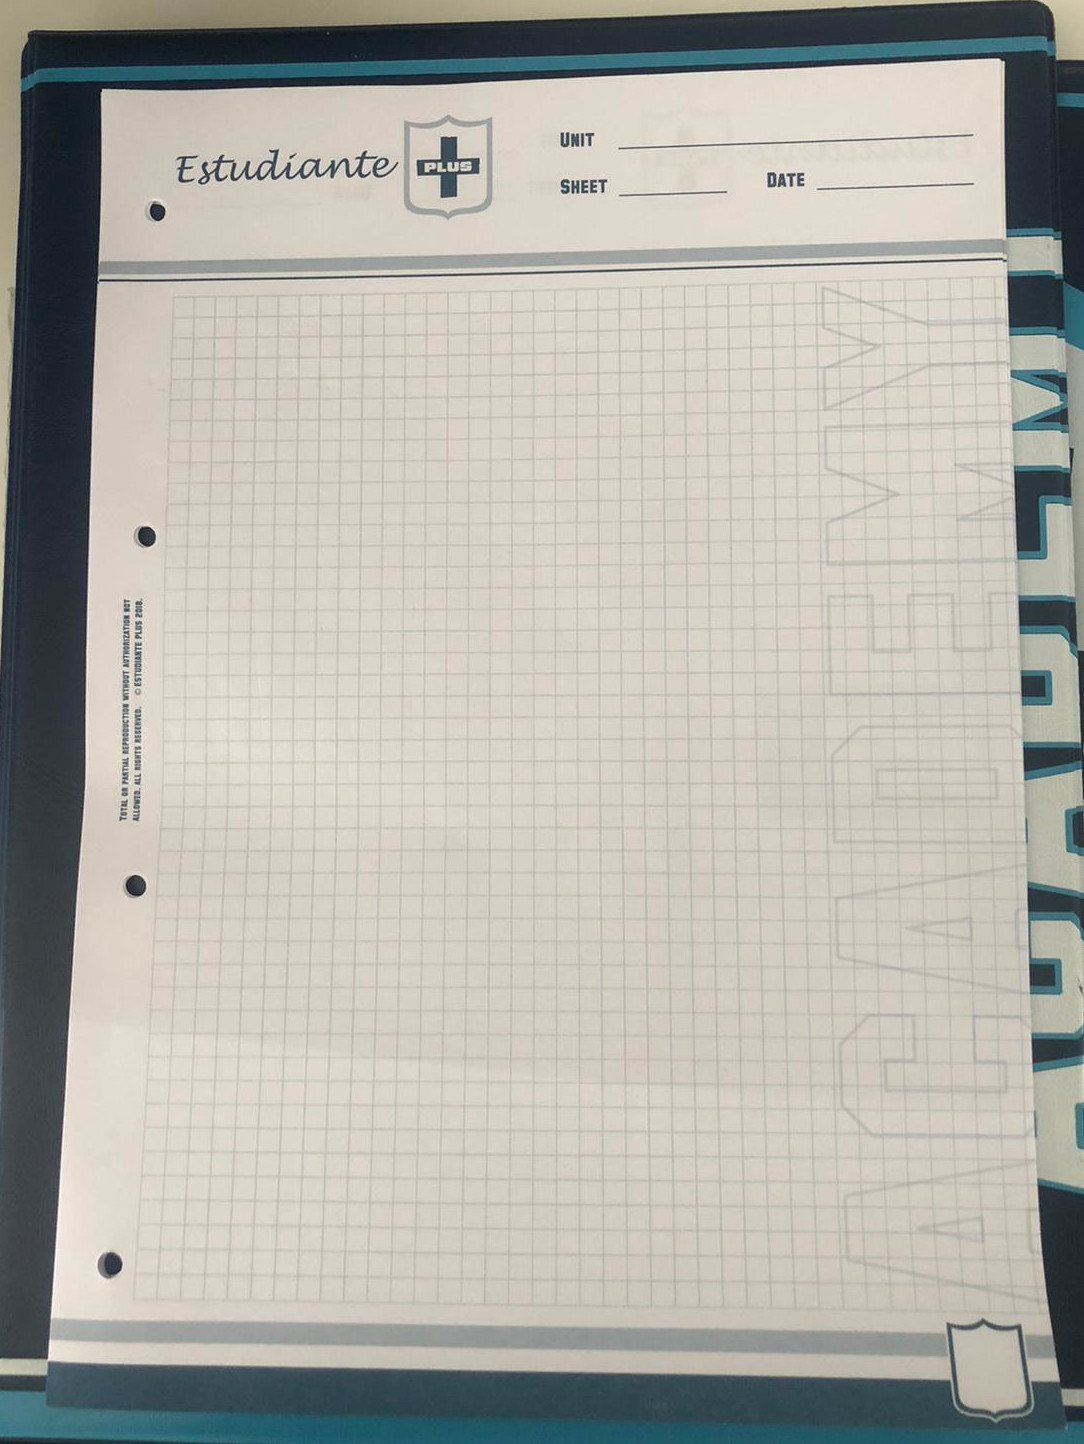 Estudiante PLUS
UNIT
SHEET DATE
TOTAL OR PARTIAL REPRODUCTION WITHOUT AUTHORIZATION NOT
ALLOWED. ALL RIGHTS RESERVED. © ESTUDIANTE PLUS 2018.
ACADEMY
ACADEMY